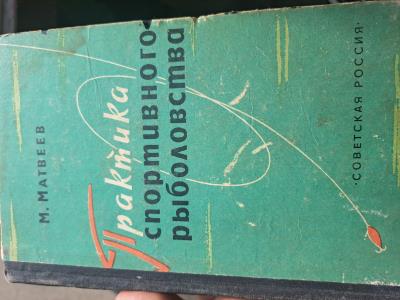 М. МАТВЕЕВ
Практика
спортивного
рыболовства
·СОВЕТСКАЯ РОССИЯ·